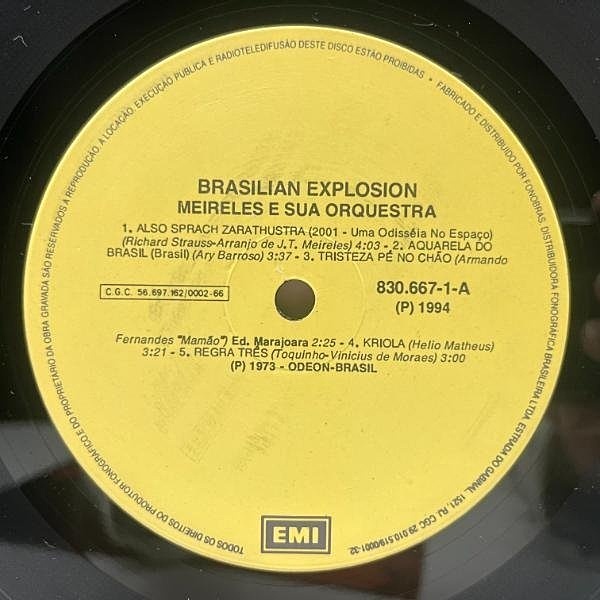 TODOS OS DIREITOS DO PRODUTOR FONOGRÁFICO E DO PROPRIETÁRIO DA OBRA GRAVADA SÃO RESERVADOS A REPRODUÇÃO, A LOCAÇÃO, EXECUÇÃO PÚBLICA E RADIOTELEDIFUSÃO DESTE DISCO ESTÃO PROIBIDAS • FABRICADO E DISTRIBUIDO POR FONOBRAS, DISTRIBUIDORA FONOGRÁFICA BRASILEIRA LTDA. ESTRADA DO GABINAL 1521, RJ, CGC 29.010.519/0001-32.
BRASILIAN EXPLOSION
MEIRELES E SUA ORQUESTRA
1. ALSO SPRACH ZARATHUSTRA (2001 - Uma Odisséia No Espaço)
(Richard Strauss-Arranjo de J.T. Meireles) 4:03 - 2. AQUARELA DO
BRASIL (Brasil) (Ary Barroso) 3:37 - 3. TRISTEZA PÉ NO CHÃO (Armando
C.G.C. 56.697.162/0002-66
830.667-1-A
(P) 1994
Fernandes "Mamão") Ed. Marajoara 2:25 - 4. KRIOLA (Helio Matheus)
3:21 - 5. REGRA TRÊS (Toquinho-Vinicius de Moraes) 3:00
(P) 1973 - ODEON-BRASIL
EMI